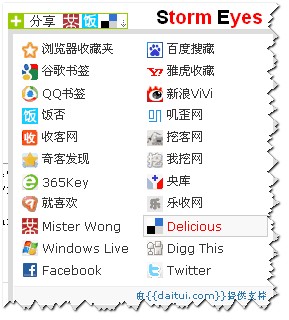 分享 饭
Storm Eyes
浏览器收藏夹 百度搜藏
谷歌书签 雅虎收藏
QQ书签 新浪ViVi
饭否 叽歪网
收客网 挖客网
奇客发现 我挖网
365Key 央库
就喜欢 乐收网
Mister Wong Delicious
Windows Live Digg This
Facebook Twitter
由{{daitui.com}}提供支持